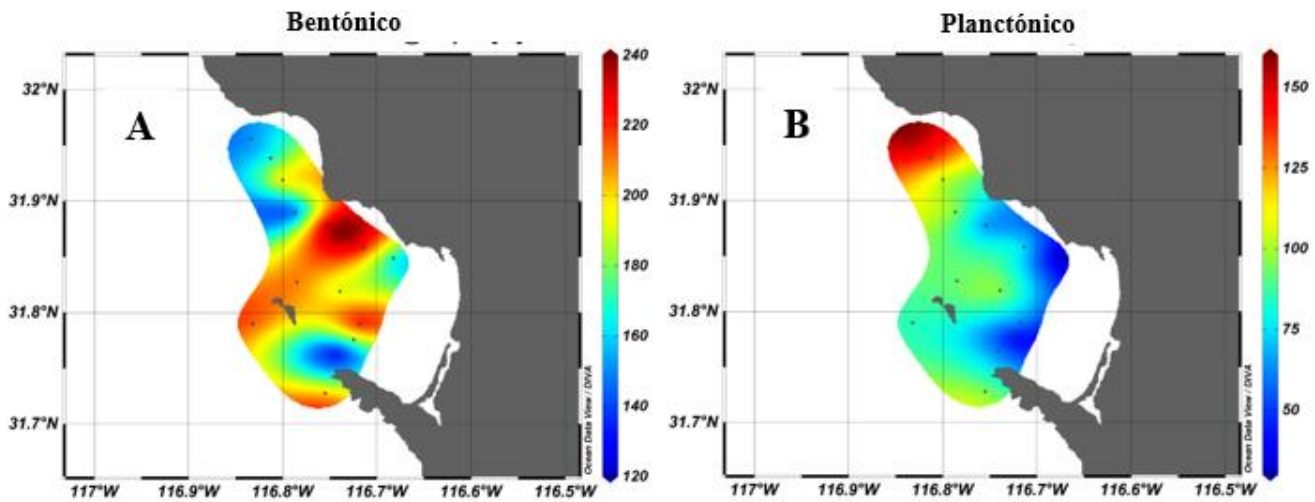 Bentónico
Planctónico
A
B
32°N
31.9°N
31.8°N
31.7°N
117°W
116.9°W
116.8°W
116.7°W
116.6°W
116.5°W
240
220
200
180
160
140
120
Ocean Data View / DIVA
32°N
31.9°N
31.8°N
31.7°N
117°W
116.9°W
116.8°W
116.7°W
116.6°W
116.5°W
150
125
100
75
50
Ocean Data View / DIVA